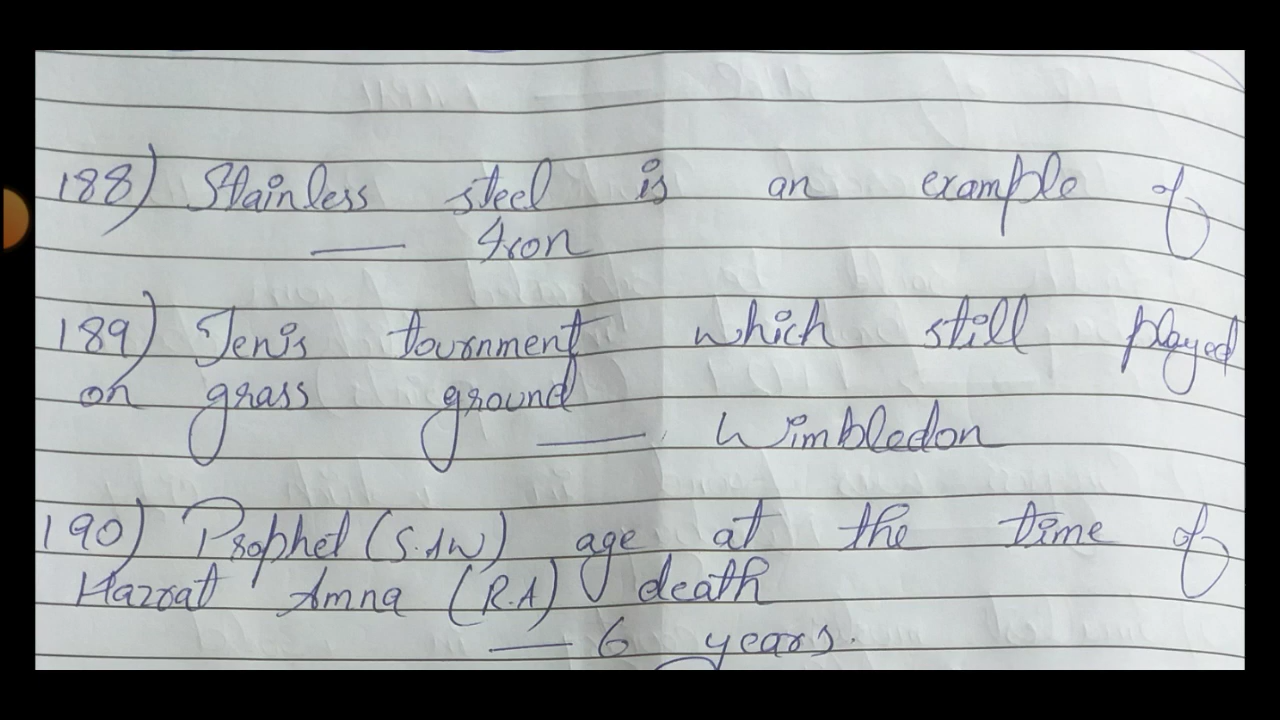 188) Stainless steel is an example of
— Iron
189) Tenis tournment which still played
on grass ground
— Wimbledon
190) Prophet (S.AW) age at the time of
Hazrat Amna (R.A) death
— 6 years.